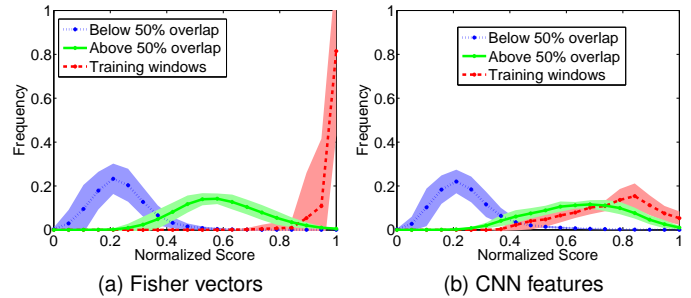 1
0.8
0.6
0.4
0.2
0
Frequency
Below 50% overlap
Above 50% overlap
Training windows
0 0.2 0.4 0.6 0.8 1
Normalized Score
(a) Fisher vectors
1
0.8
0.6
0.4
0.2
0
Frequency
Below 50% overlap
Above 50% overlap
Training windows
0 0.2 0.4 0.6 0.8 1
Normalized Score
(b) CNN features